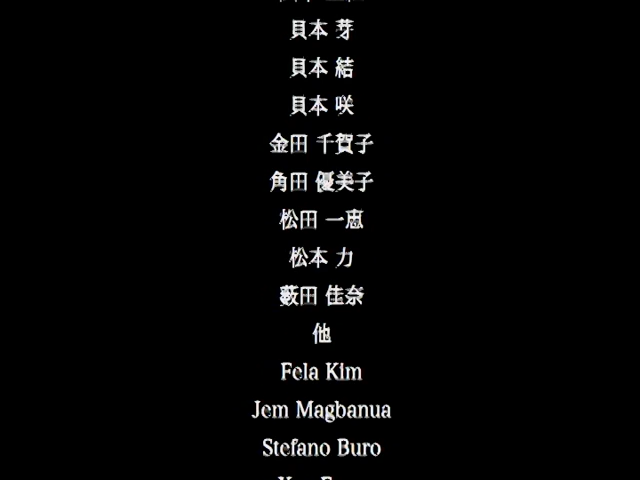 貝本 芽
貝本 結
貝本 咲
金田 千賀子
角田 優美子
松田 一恵
松本 力
薮田 佳奈
他
Fela Kim
Jem Magbanua
Stefano Buro